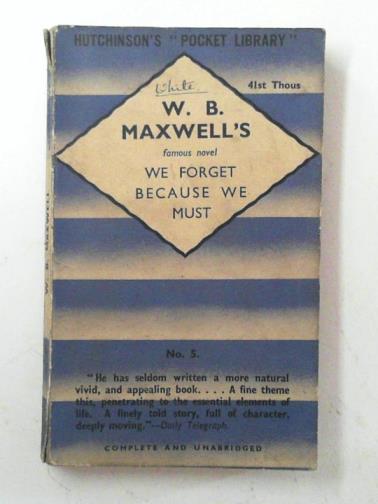 HUTCHINSON'S "POCKET LIBRARY"
White.
41st Thous
W. B.
MAXWELL'S
famous novel
WE FORGET
BECAUSE WE
MUST
No. 5.
"He has seldom written a more natural
vivid, and appealing book. . . . A fine theme
this, penetrating to the essential elements of
life. A finely told story, full of character,
deeply moving."—Daily Telegraph.
COMPLETE AND UNABRIDGED
W. B. MAXWELL